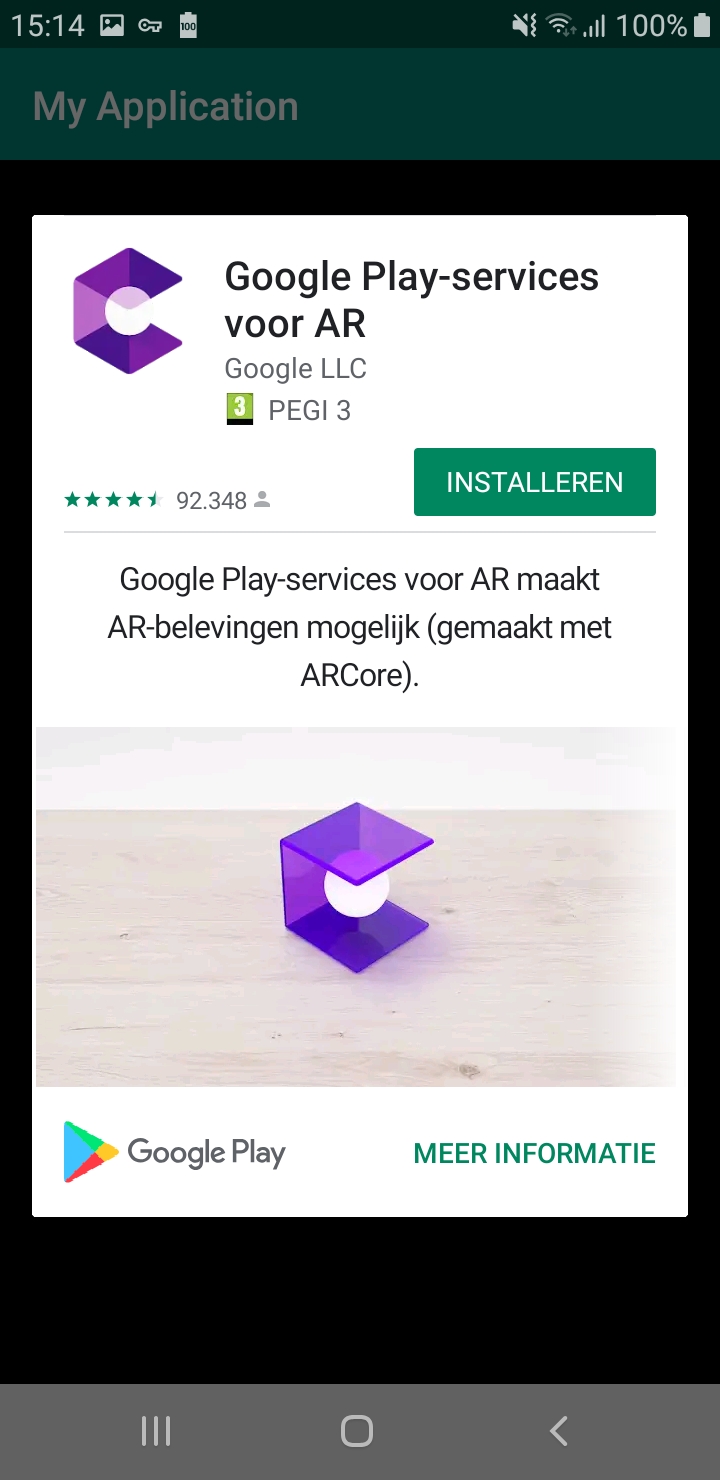 15:14 100 100%
My Application
Google Play-services
voor AR
Google LLC
3 PEGI 3
92.348
INSTALLEREN
Google Play-services voor AR maakt
AR-belevingen mogelijk (gemaakt met
ARCore).
Google Play
MEER INFORMATIE